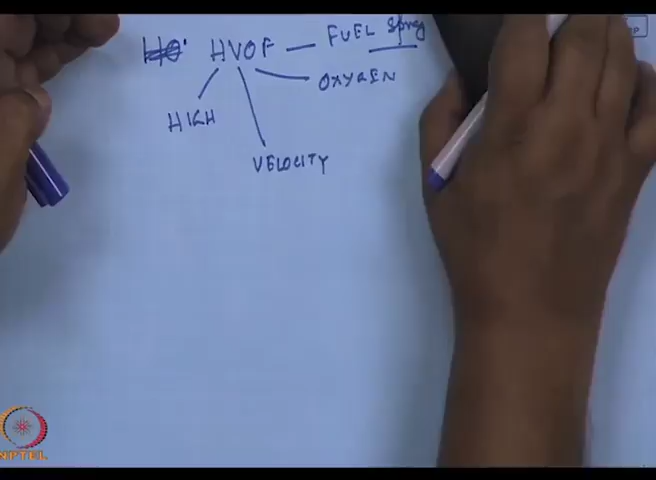 HVOF — FUEL Spray
OXYGEN
HIGH
VELOCITY
NPTEL